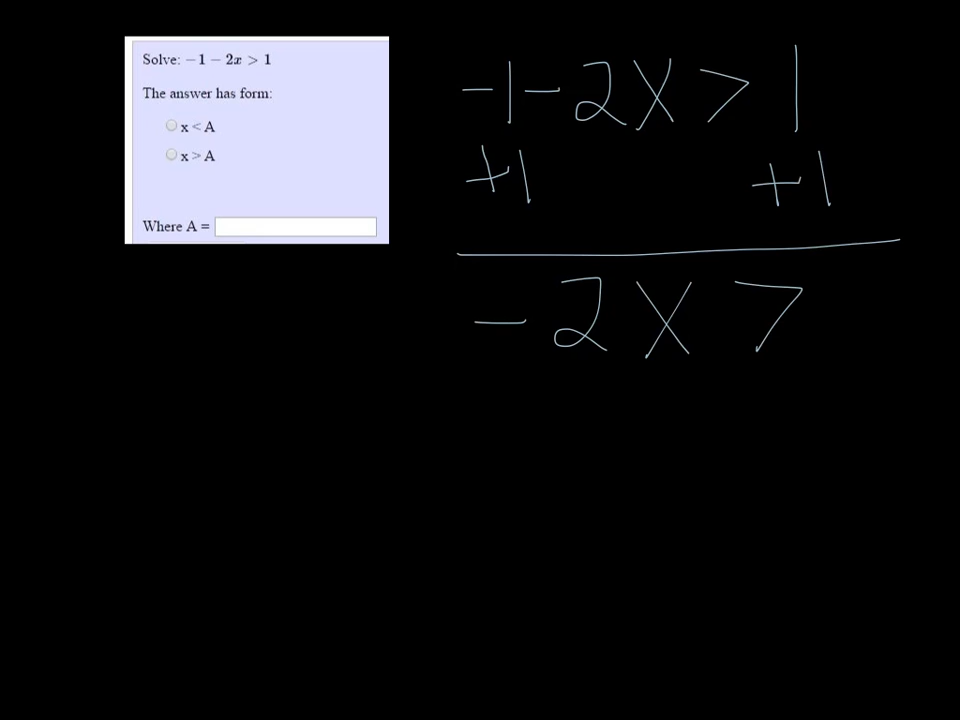 Solve: −1 − 2x > 1
The answer has form:
x < A
x > A
Where A =
-1-2x > 1
+1 +1
-2x >